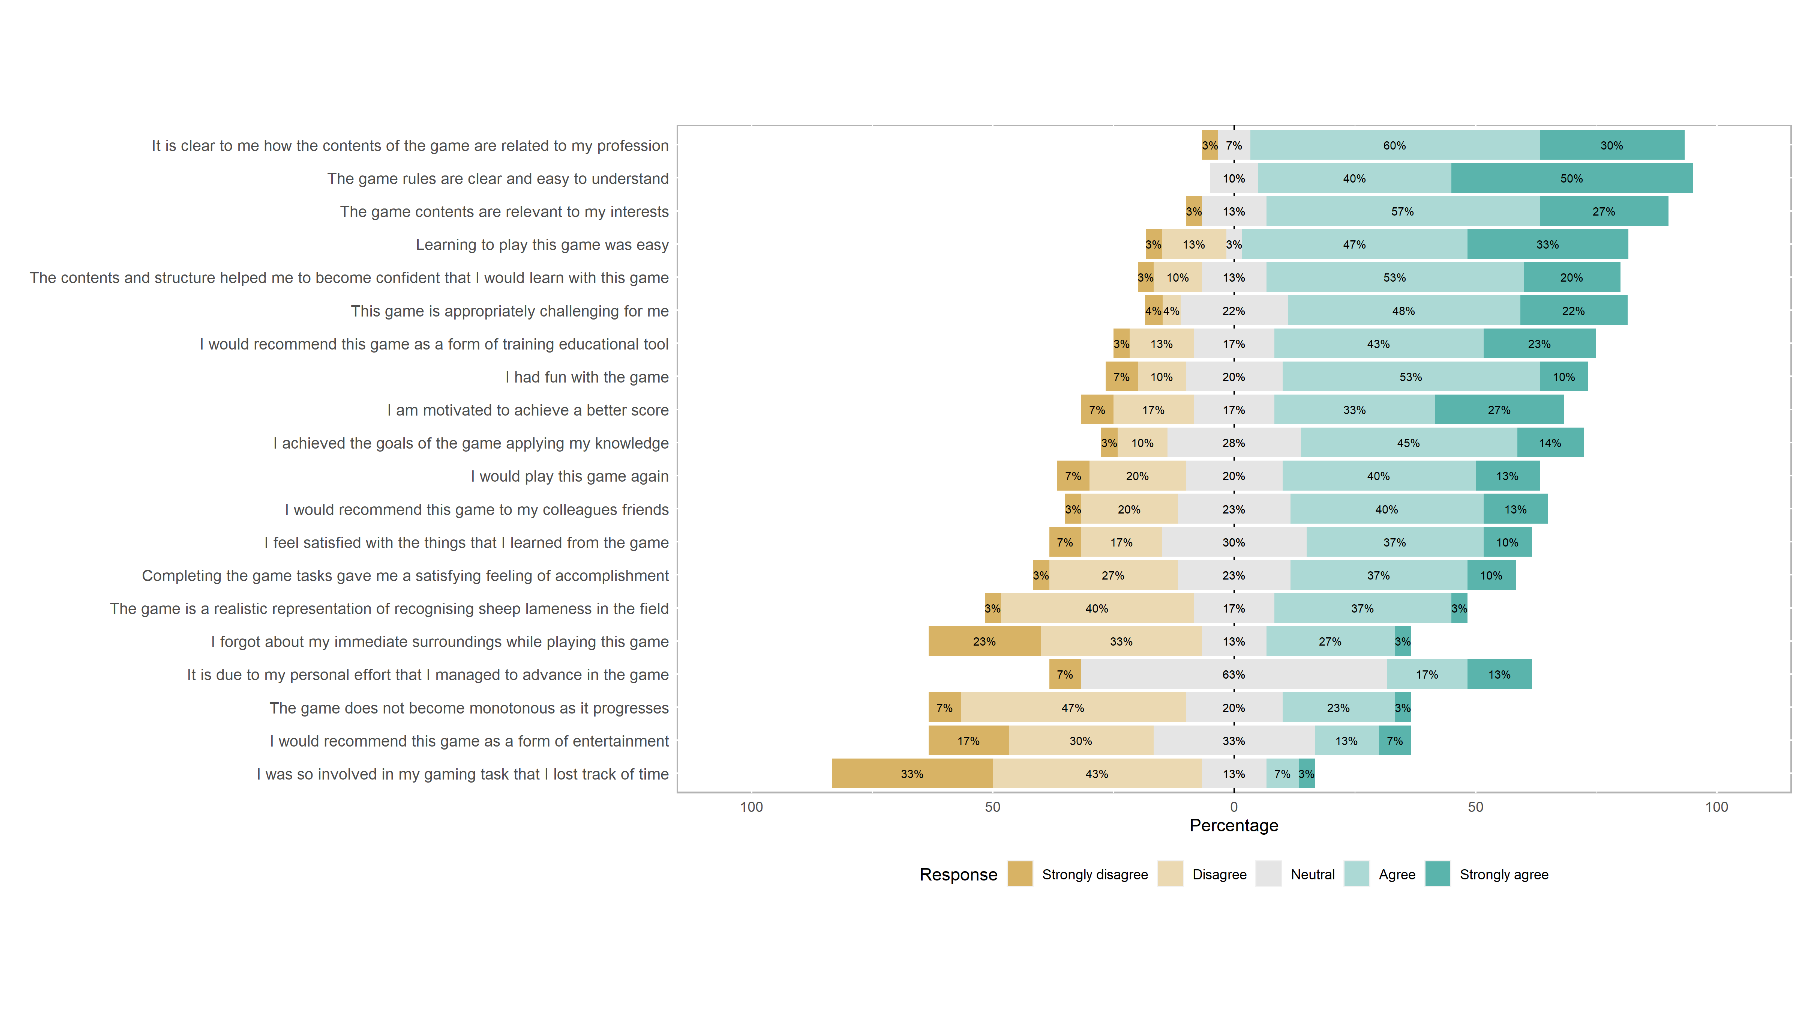 It is clear to me how the contents of the game are related to my profession 3% 7% 60% 30%
The game rules are clear and easy to understand 10% 40% 50%
The game contents are relevant to my interests 3% 13% 57% 27%
Learning to play this game was easy 3% 13% 3% 47% 33%
The contents and structure helped me to become confident that I would learn with this game 3% 10% 13% 53% 20%
This game is appropriately challenging for me 4% 4% 22% 48% 22%
I would recommend this game as a form of training educational tool 3% 13% 17% 43% 23%
I had fun with the game 7% 10% 20% 53% 10%
I am motivated to achieve a better score 7% 17% 17% 33% 27%
I achieved the goals of the game applying my knowledge 3% 10% 28% 45% 14%
I would play this game again 7% 20% 20% 40% 13%
I would recommend this game to my colleagues friends 3% 20% 23% 40% 13%
I feel satisfied with the things that I learned from the game 7% 17% 30% 37% 10%
Completing the game tasks gave me a satisfying feeling of accomplishment 3% 27% 23% 37% 10%
The game is a realistic representation of recognising sheep lameness in the field 3% 40% 17% 37% 3%
I forgot about my immediate surroundings while playing this game 23% 33% 13% 27% 3%
It is due to my personal effort that I managed to advance in the game 7% 63% 17% 13%
The game does not become monotonous as it progresses 7% 47% 20% 23% 3%
I would recommend this game as a form of entertainment 17% 30% 33% 13% 7%
I was so involved in my gaming task that I lost track of time 33% 43% 13% 7% 3%
100 50 0 50 100
Percentage
Response Strongly disagree Disagree Neutral Agree Strongly agree